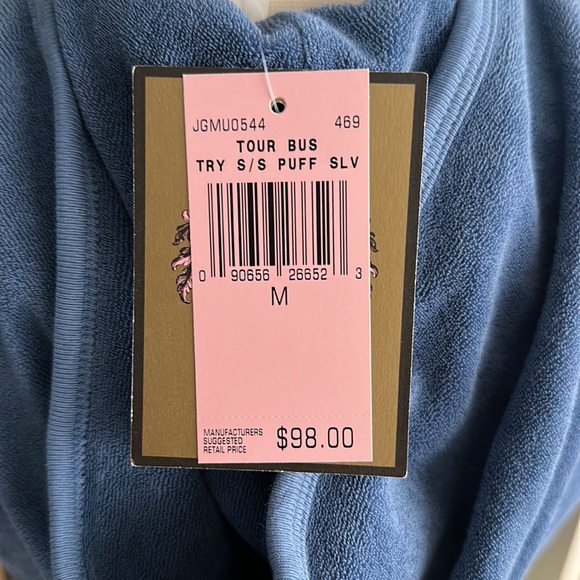 JGMU0544 469
TOUR BUS
TRY S/S PUFF SLV
0 90656 26652 3
M
MANUFACTURERS
SUGGESTED
RETAIL PRICE
$98.00